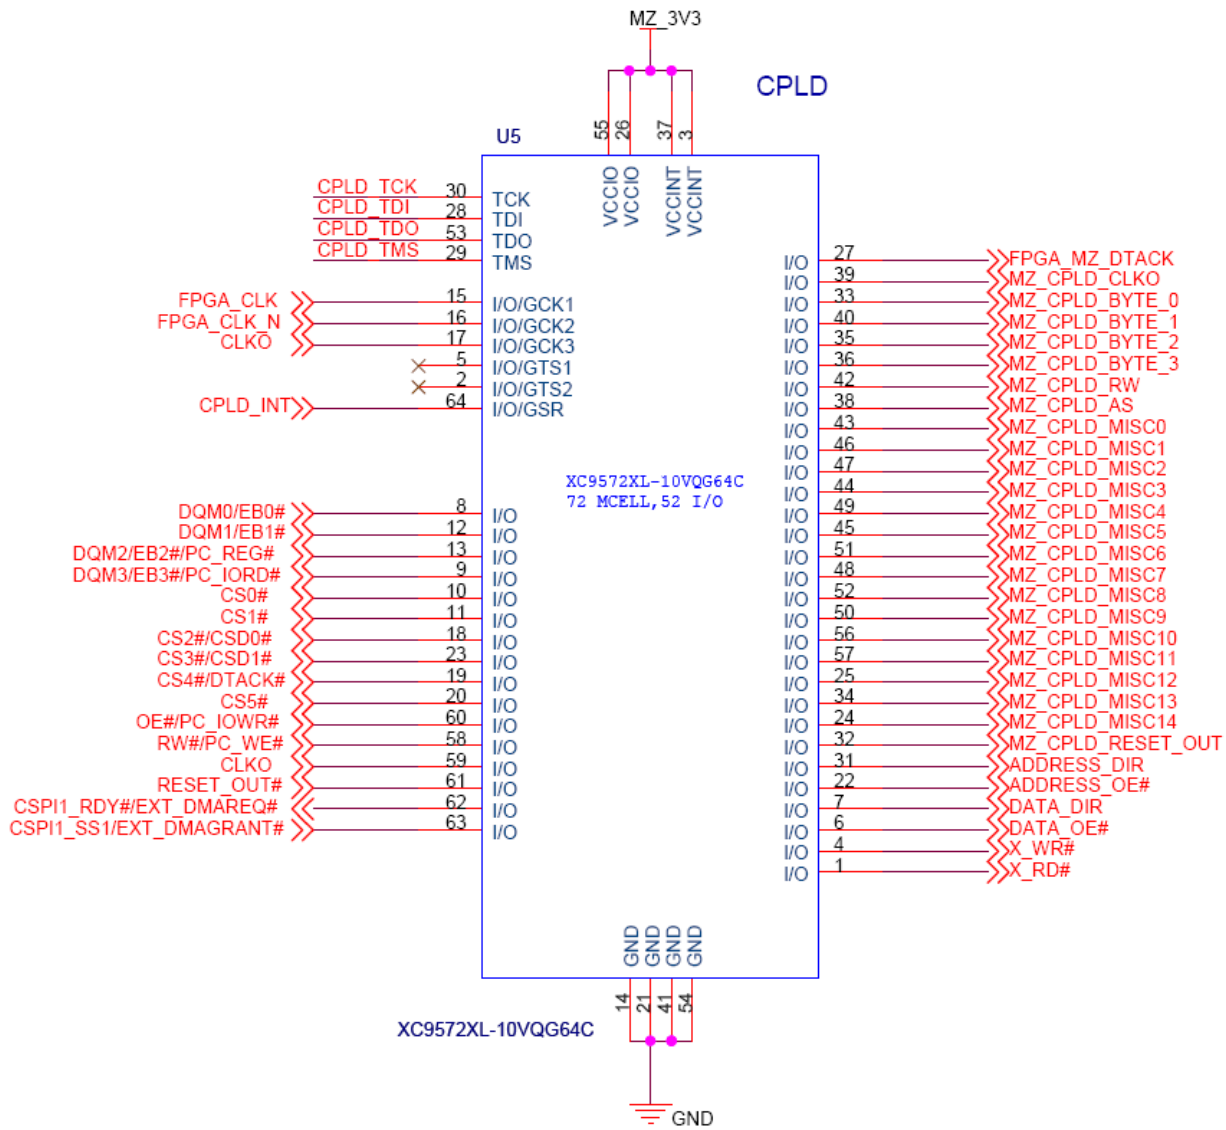 MZ_3V3
CPLD
U5
55 26 37 3
VCCIO VCCIO VCCINT VCCINT
CPLD_TCK 30 TCK
CPLD_TDI 28 TDI
CPLD_TDO 53 TDO
CPLD_TMS 29 TMS
I/O 27 FPGA_MZ_DTACK
I/O 39 MZ_CPLD_CLKO
FPGA_CLK 15 I/O/GCK1 I/O 33 MZ_CPLD_BYTE_0
FPGA_CLK_N 16 I/O/GCK2 I/O 40 MZ_CPLD_BYTE_1
CLKO 17 I/O/GCK3 I/O 35 MZ_CPLD_BYTE_2
5 I/O/GTS1 I/O 36 MZ_CPLD_BYTE_3
2 I/O/GTS2 I/O 42 MZ_CPLD_RW
CPLD_INT 64 I/O/GSR I/O 38 MZ_CPLD_AS
I/O 43 MZ_CPLD_MISC0
I/O 46 MZ_CPLD_MISC1
I/O 47 MZ_CPLD_MISC2
XC9572XL-10VQG64C
72 MCELL,52 I/O
I/O 44 MZ_CPLD_MISC3
DQM0/EB0# 8 I/O I/O 49 MZ_CPLD_MISC4
DQM1/EB1# 12 I/O I/O 45 MZ_CPLD_MISC5
DQM2/EB2#/PC_REG# 13 I/O I/O 51 MZ_CPLD_MISC6
DQM3/EB3#/PC_IORD# 9 I/O I/O 48 MZ_CPLD_MISC7
CS0# 10 I/O I/O 52 MZ_CPLD_MISC8
CS1# 11 I/O I/O 50 MZ_CPLD_MISC9
CS2#/CSD0# 18 I/O I/O 56 MZ_CPLD_MISC10
CS3#/CSD1# 23 I/O I/O 57 MZ_CPLD_MISC11
CS4#/DTACK# 19 I/O I/O 25 MZ_CPLD_MISC12
CS5# 20 I/O I/O 34 MZ_CPLD_MISC13
OE#/PC_IOWR# 60 I/O I/O 24 MZ_CPLD_MISC14
RW#/PC_WE# 58 I/O I/O 32 MZ_CPLD_RESET_OUT
CLKO 59 I/O I/O 31 ADDRESS_DIR
RESET_OUT# 61 I/O I/O 22 ADDRESS_OE#
CSPI1_RDY#/EXT_DMAREQ# 62 I/O I/O 7 DATA_DIR
CSPI1_SS1/EXT_DMAGRANT# 63 I/O I/O 6 DATA_OE#
I/O 4 X_WR#
I/O 1 X_RD#
GND GND GND GND
14 21 41 54
XC9572XL-10VQG64C
GND